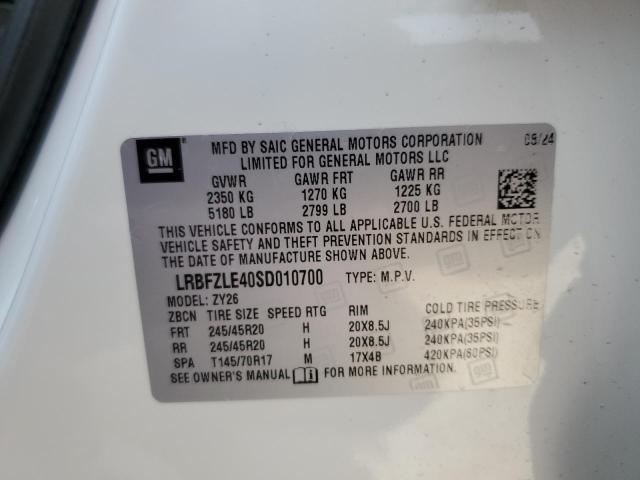 GM MFD BY SAIC GENERAL MOTORS CORPORATION 09/24
LIMITED FOR GENERAL MOTORS LLC
GVWR GAWR FRT GAWR RR
2350 KG 1270 KG 1225 KG
5180 LB 2799 LB 2700 LB
THIS VEHICLE CONFORMS TO ALL APPLICABLE U.S. FEDERAL MOTOR
VEHICLE SAFETY AND THEFT PREVENTION STANDARDS IN EFFECT ON
THE DATE OF MANUFACTURE SHOWN ABOVE.
LRBFZLE40SD010700 TYPE: M.P.V.
MODEL: ZY26
ZBCN TIRE SIZE SPEED RTG RIM COLD TIRE PRESSURE
FRT 245/45R20 H 20X8.5J 240KPA(35PSI)
RR 245/45R20 H 20X8.5J 240KPA(35PSI)
SPA T145/70R17 M 17X4B 420KPA(60PSI)
SEE OWNER'S MANUAL FOR MORE INFORMATION.